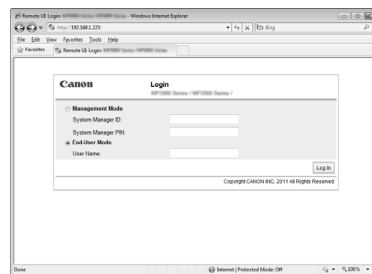 Remote UI: Login - Windows Internet Explorer
http://192.168.1.223/
Bing
File Edit View Favorites Tools Help
Favorites Remote UI: Login
Canon Login
Management Mode
System Manager ID:
System Manager PIN:
End-User Mode
User Name:
Log In
Copyright CANON INC. 2011 All Rights Reserved
Done Internet | Protected Mode: Off 100%